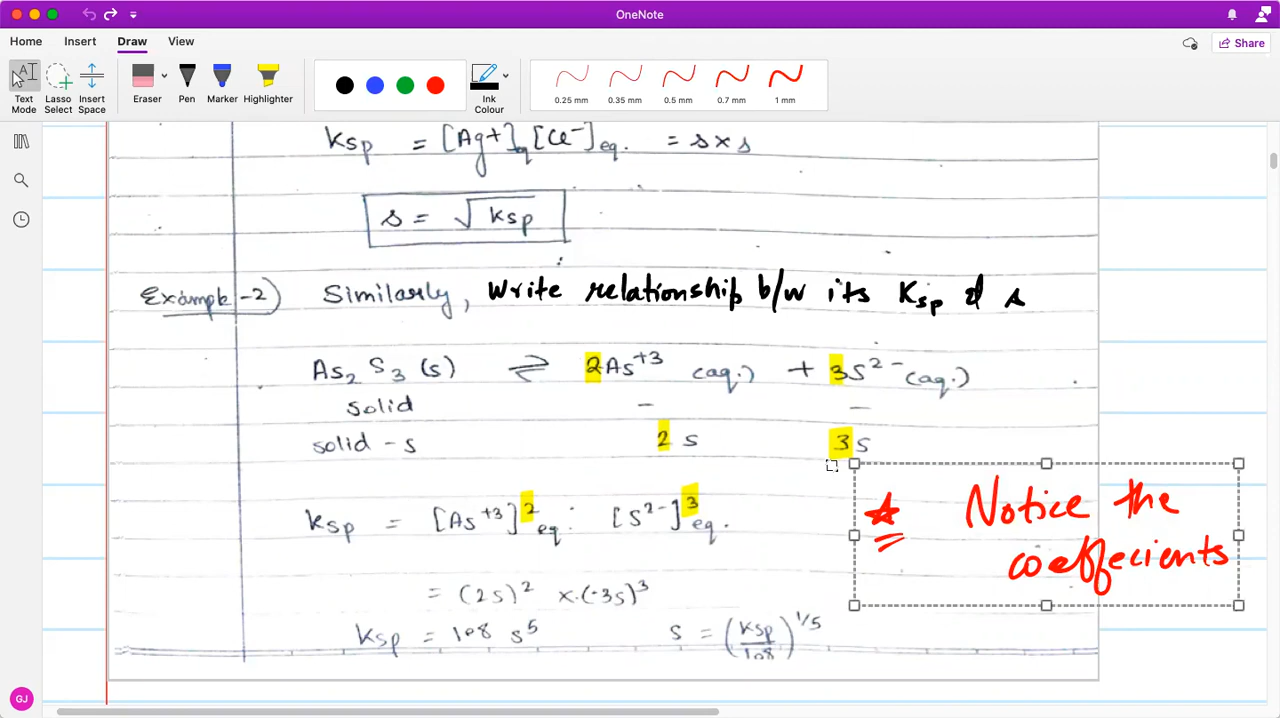 OneNote
Home Insert Draw View
Share
Text Mode
Lasso Select
Insert Space
Eraser
Pen
Marker
Highlighter
Ink Colour
0.25 mm 0.35 mm 0.5 mm 0.7 mm 1 mm
Ksp = [Ag+]eq [Cl⁻]eq. = s x s
s = √Ksp
Example -2) Similarly, write relationship b/w its Ksp & s
As₂ S₃ (s) ⇌ 2As⁺³ (aq.) + 3S²⁻ (aq.)
solid – –
solid - s 2 s 3 s
Ksp = [As⁺³]²eq. [S²⁻]³eq.
★ Notice the
coeffecients
= (2s)² x (3s)³
Ksp = 108 s⁵ s = (Ksp/108)^1/5
GJ